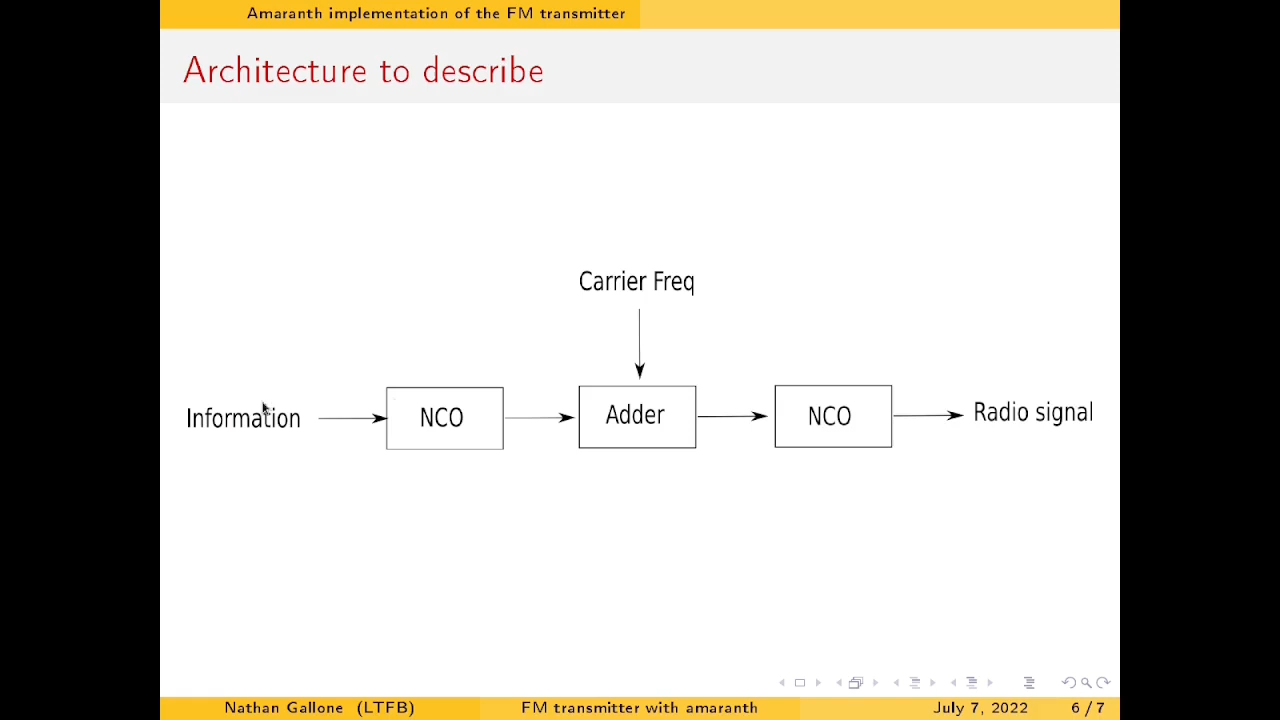 Amaranth implementation of the FM transmitter
Architecture to describe
Carrier Freq
Information
NCO
Adder
NCO
Radio signal
Nathan Gallone (LTFB)
FM transmitter with amaranth
July 7, 2022
6 / 7